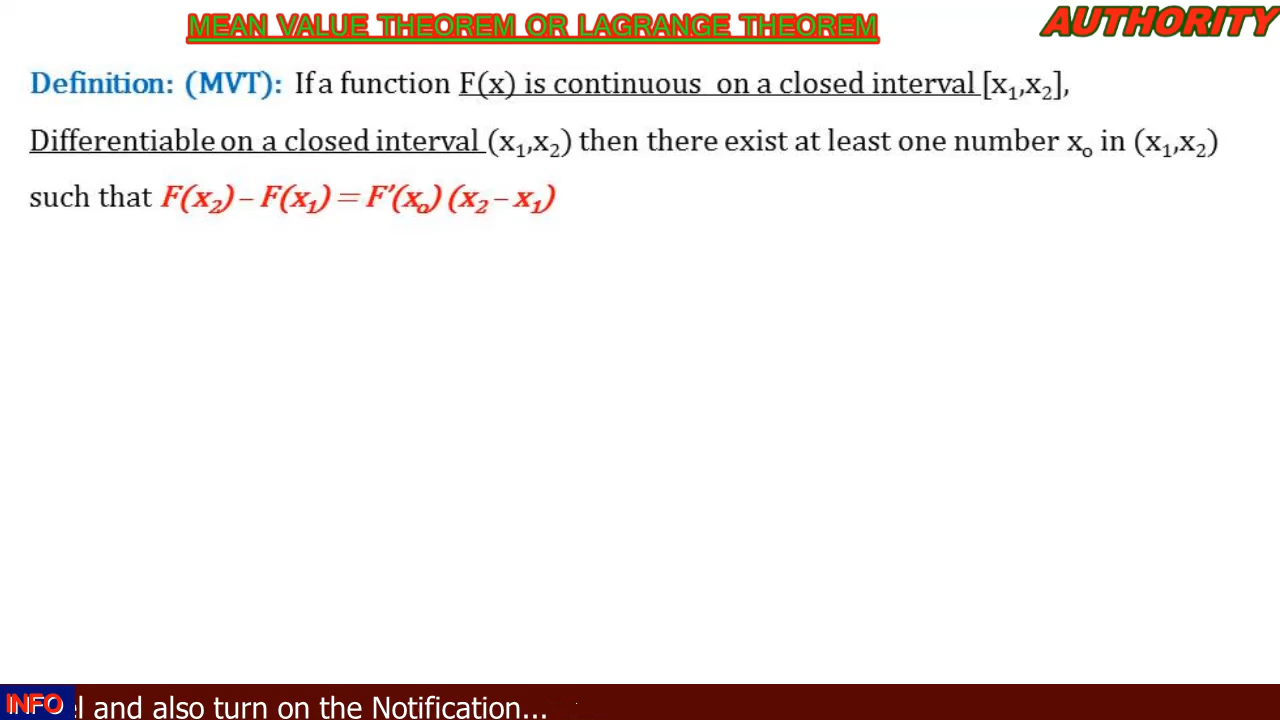 MEAN VALUE THEOREM OR LAGRANGE THEOREM
AUTHORITY
Definition: (MVT): If a function F(x) is continuous on a closed interval [x₁,x₂],
Differentiable on a closed interval (x₁,x₂) then there exist at least one number xₒ in (x₁,x₂)
such that F(x₂) – F(x₁) = F′(xₒ) (x₂ – x₁)
INFO
and also turn on the Notification...